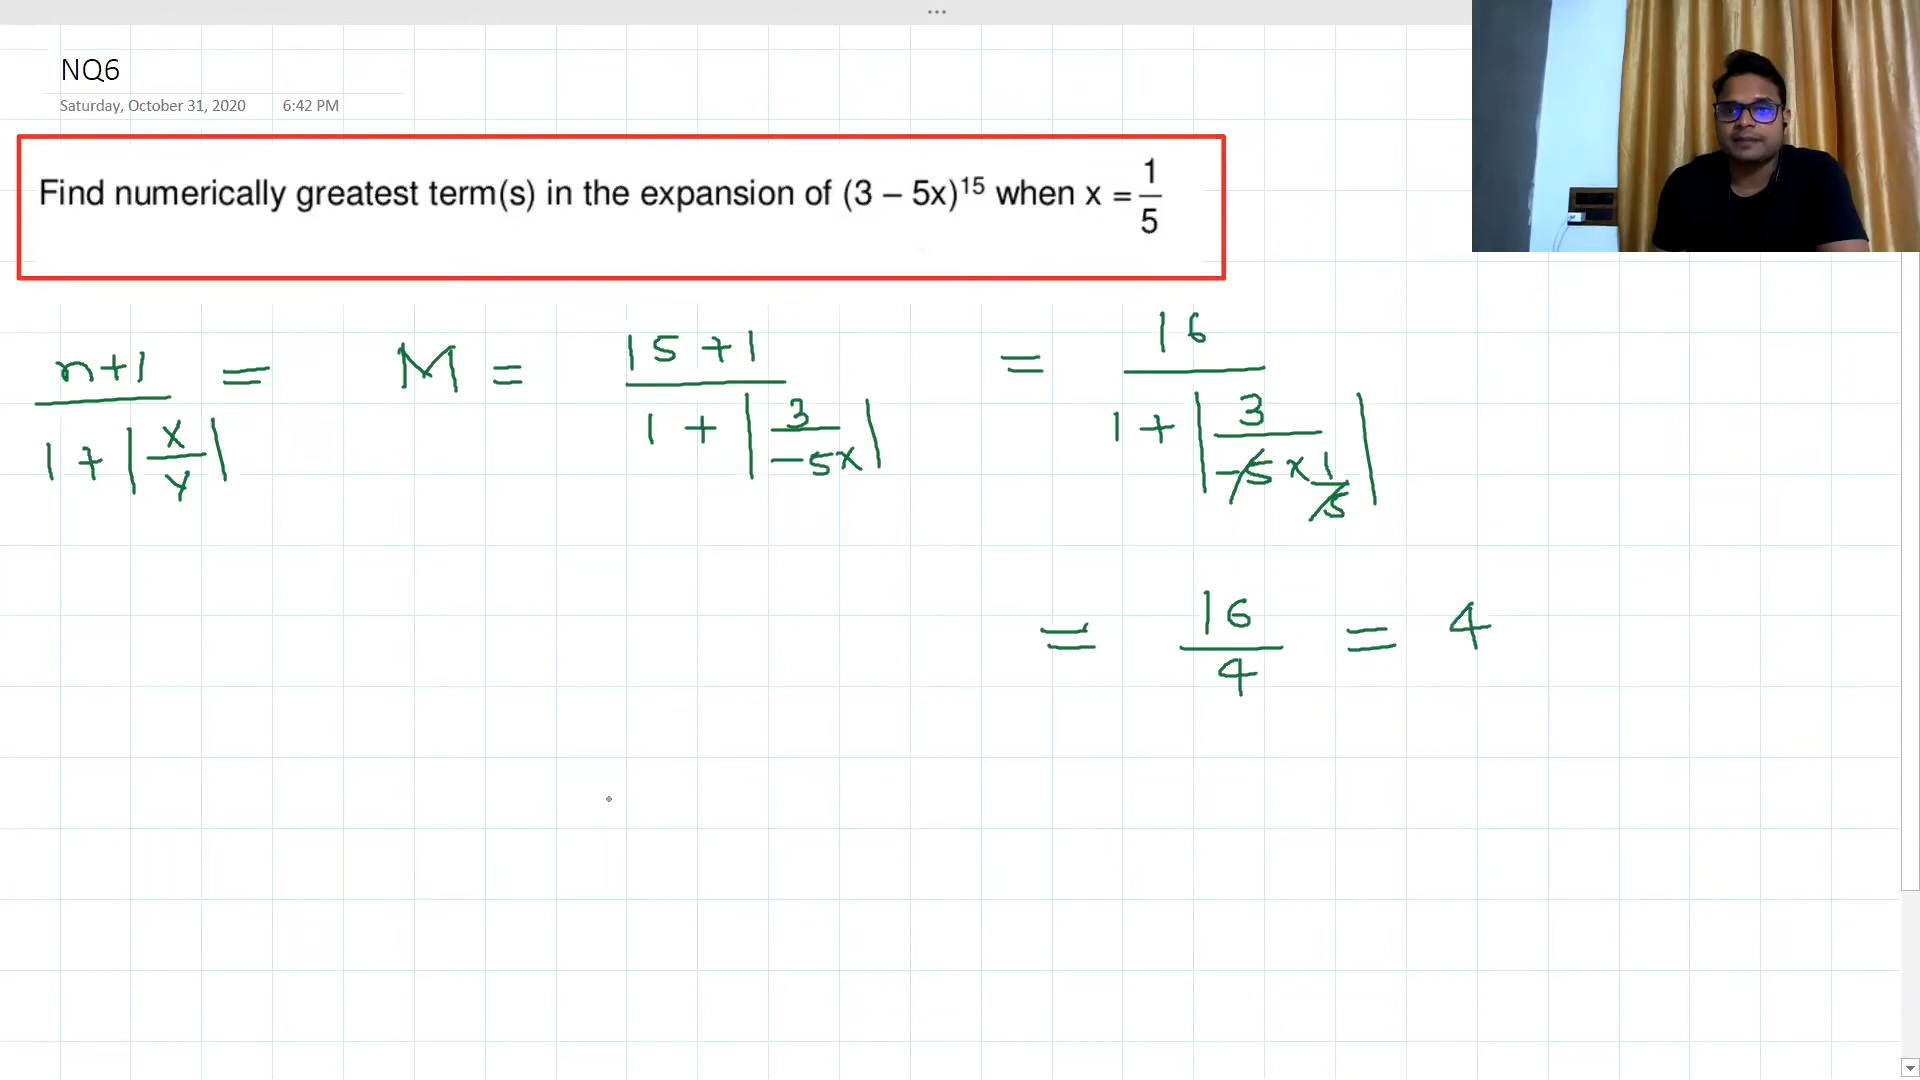 NQ6
Saturday, October 31, 2020 6:42 PM
Find numerically greatest term(s) in the expansion of (3 – 5x)^15 when x = 1/5
(n+1)/(1 + |x/y|) = M = (15+1)/(1 + |3/(-5x)|) = 16/(1 + |3/(-5 × 1/5)|)
= 16/4 = 4